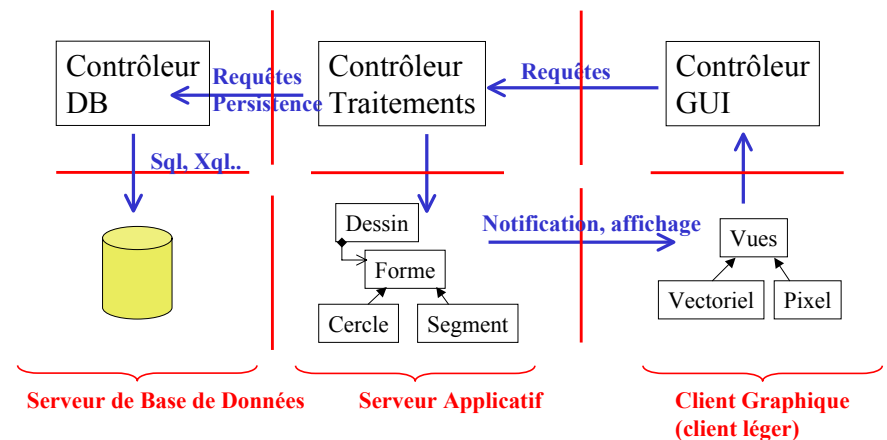 Contrôleur
DB
Requêtes
Persistence
Contrôleur
Traitements
Requêtes
Contrôleur
GUI
Sql, Xql..
Dessin
Forme
Cercle
Segment
Notification, affichage
Vues
Vectoriel
Pixel
Serveur de Base de Données
Serveur Applicatif
Client Graphique
(client léger)